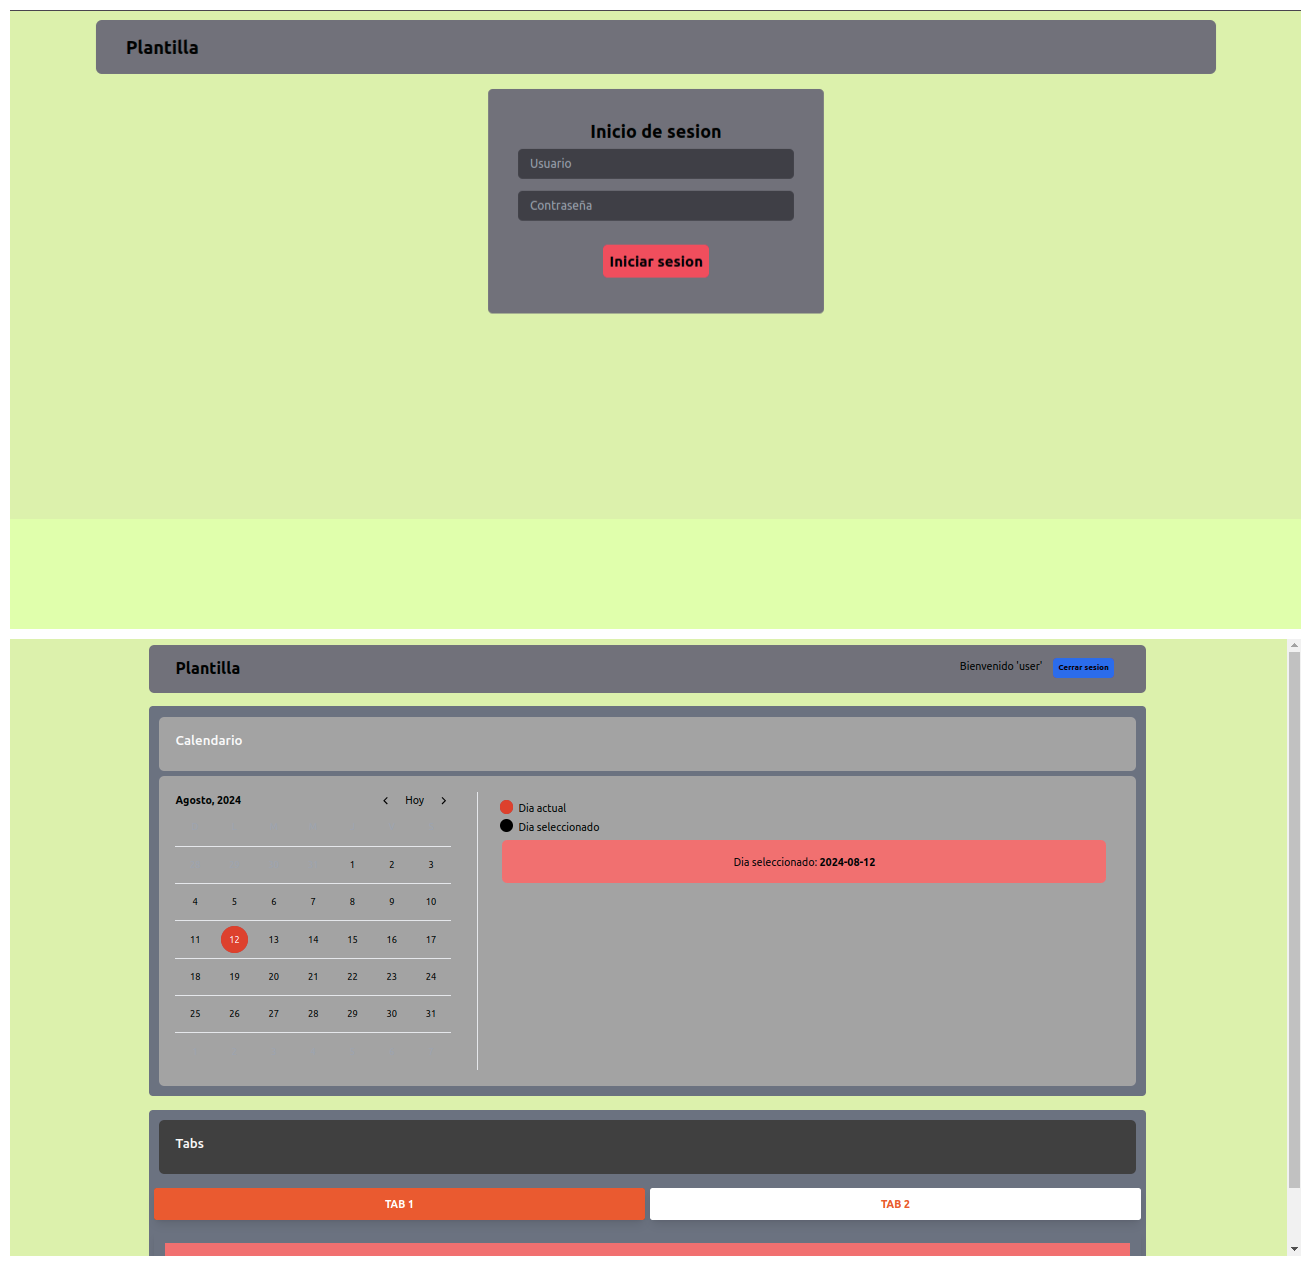 Plantilla
Inicio de sesion
Usuario
Contraseña
Iniciar sesion
Plantilla
Bienvenido 'user' Cerrar sesion
Calendario
Agosto, 2024 Hoy
Dia actual
Dia seleccionado
Dia seleccionado: 2024-08-12
1 2 3
4 5 6 7 8 9 10
11 12 13 14 15 16 17
18 19 20 21 22 23 24
25 26 27 28 29 30 31
Tabs
TAB 1 TAB 2